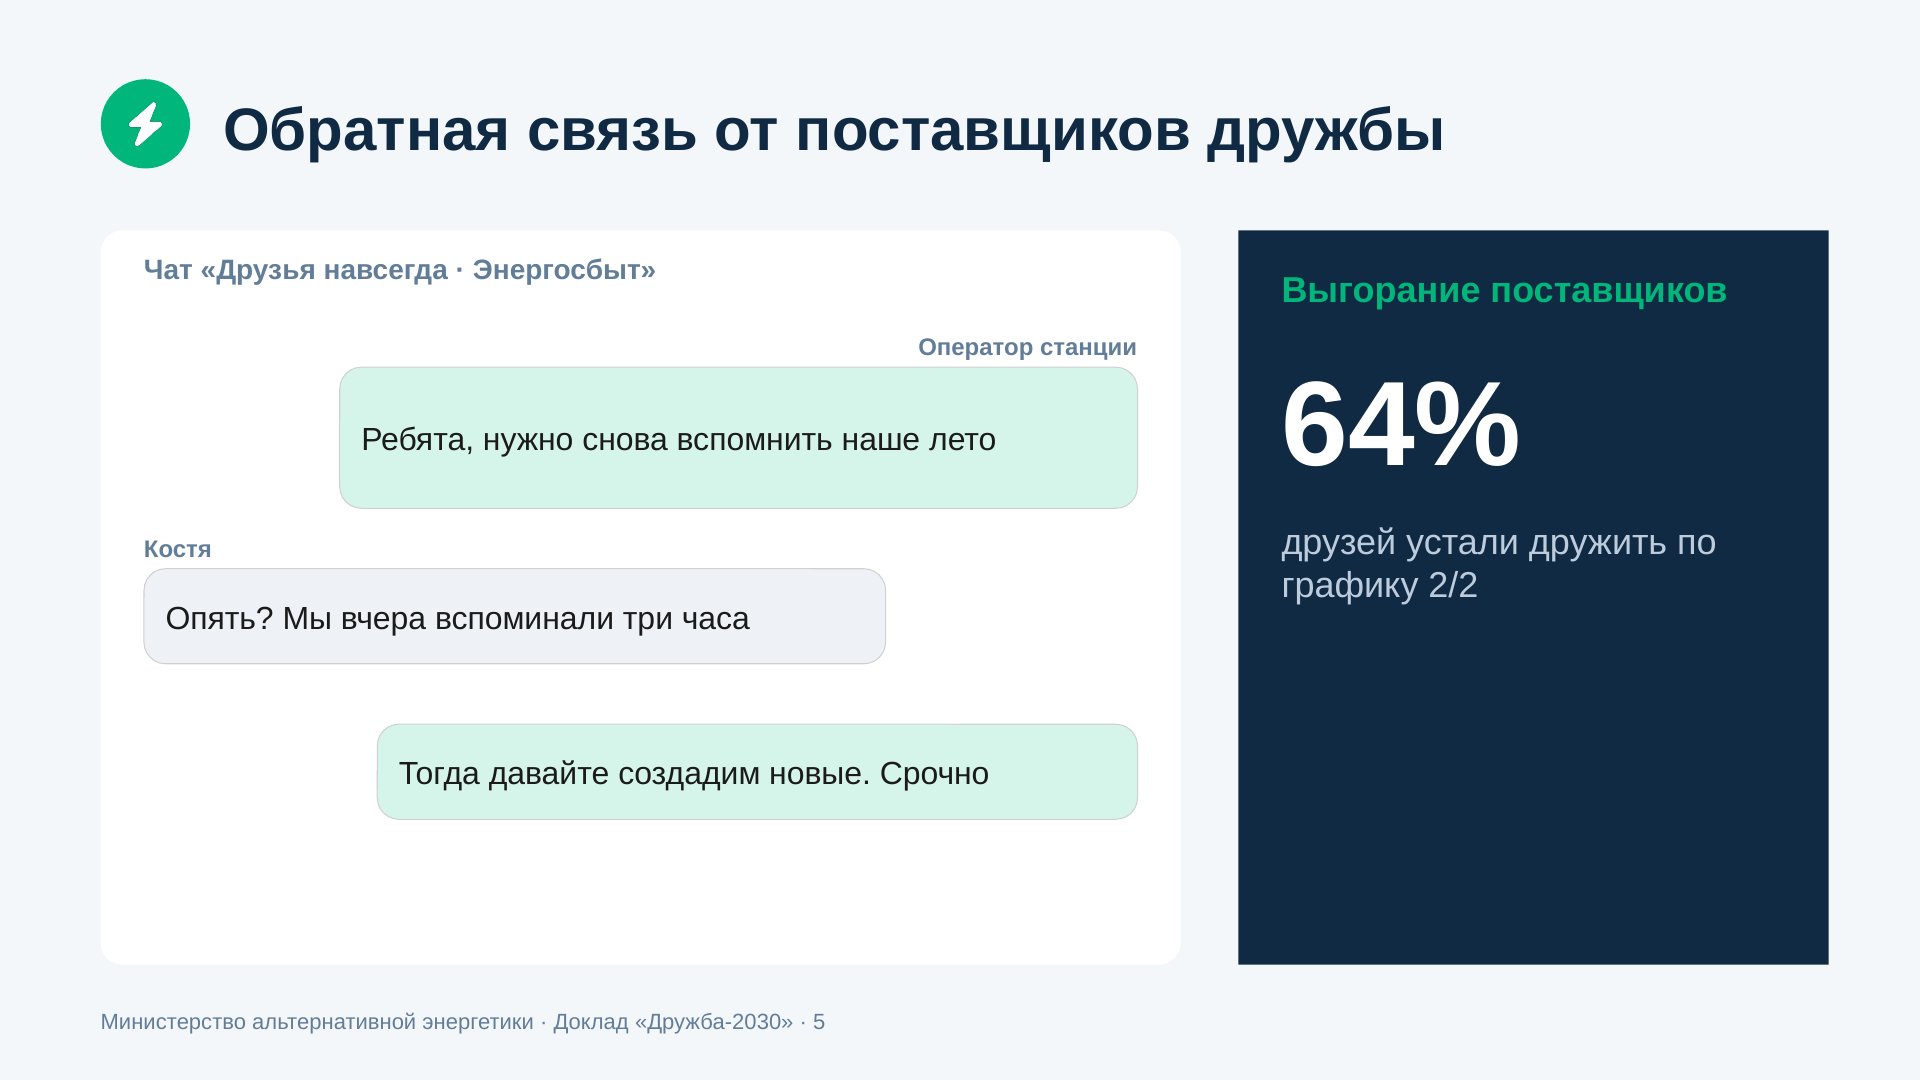 Обратная связь от поставщиков дружбы
Чат «Друзья навсегда · Энергосбыт»
Оператор станции
Ребята, нужно снова вспомнить наше лето
Костя
Опять? Мы вчера вспоминали три часа
Тогда давайте создадим новые. Срочно
Выгорание поставщиков
64%
друзей устали дружить по
графику 2/2
Министерство альтернативной энергетики · Доклад «Дружба-2030» · 5